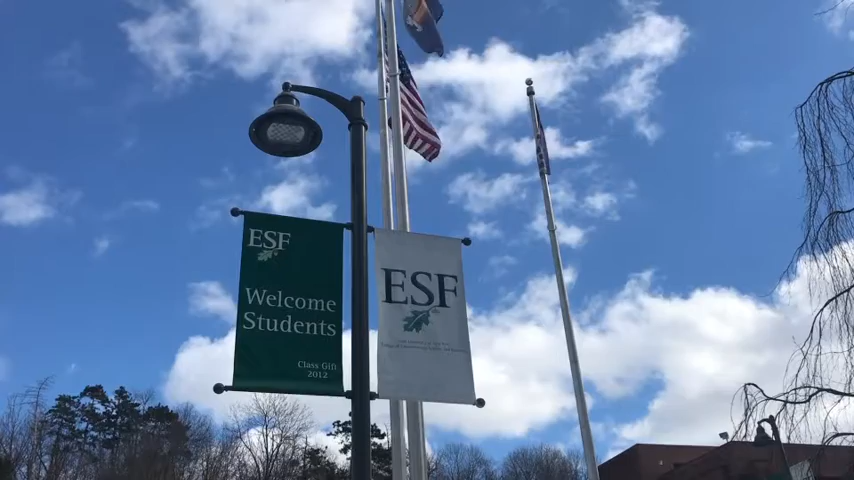 ESF
Welcome
Students
Class Gift
2012
ESF